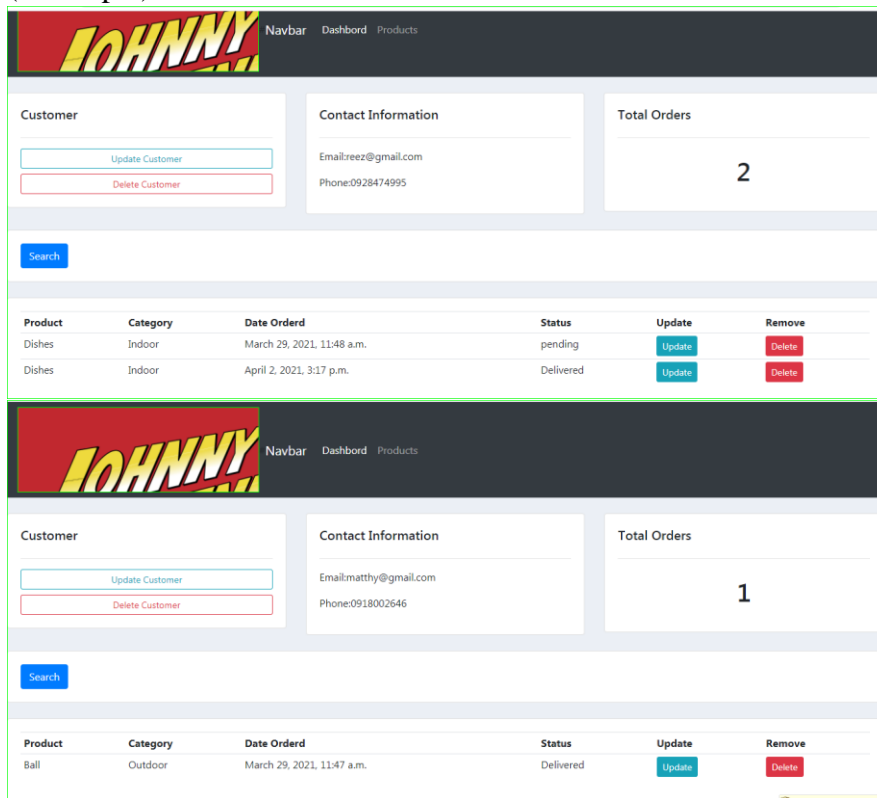 JOHNNY Navbar Dashbord Products
Customer Contact Information Total Orders
Update Customer Email:reez@gmail.com
Delete Customer Phone:0928474995 2
Search
Product Category Date Orderd Status Update Remove
Dishes Indoor March 29, 2021, 11:48 a.m. pending Update Delete
Dishes Indoor April 2, 2021, 3:17 p.m. Delivered Update Delete
JOHNNY Navbar Dashbord Products
Customer Contact Information Total Orders
Update Customer Email:matthy@gmail.com
Delete Customer Phone:0918002646 1
Search
Product Category Date Orderd Status Update Remove
Ball Outdoor March 29, 2021, 11:47 a.m. Delivered Update Delete